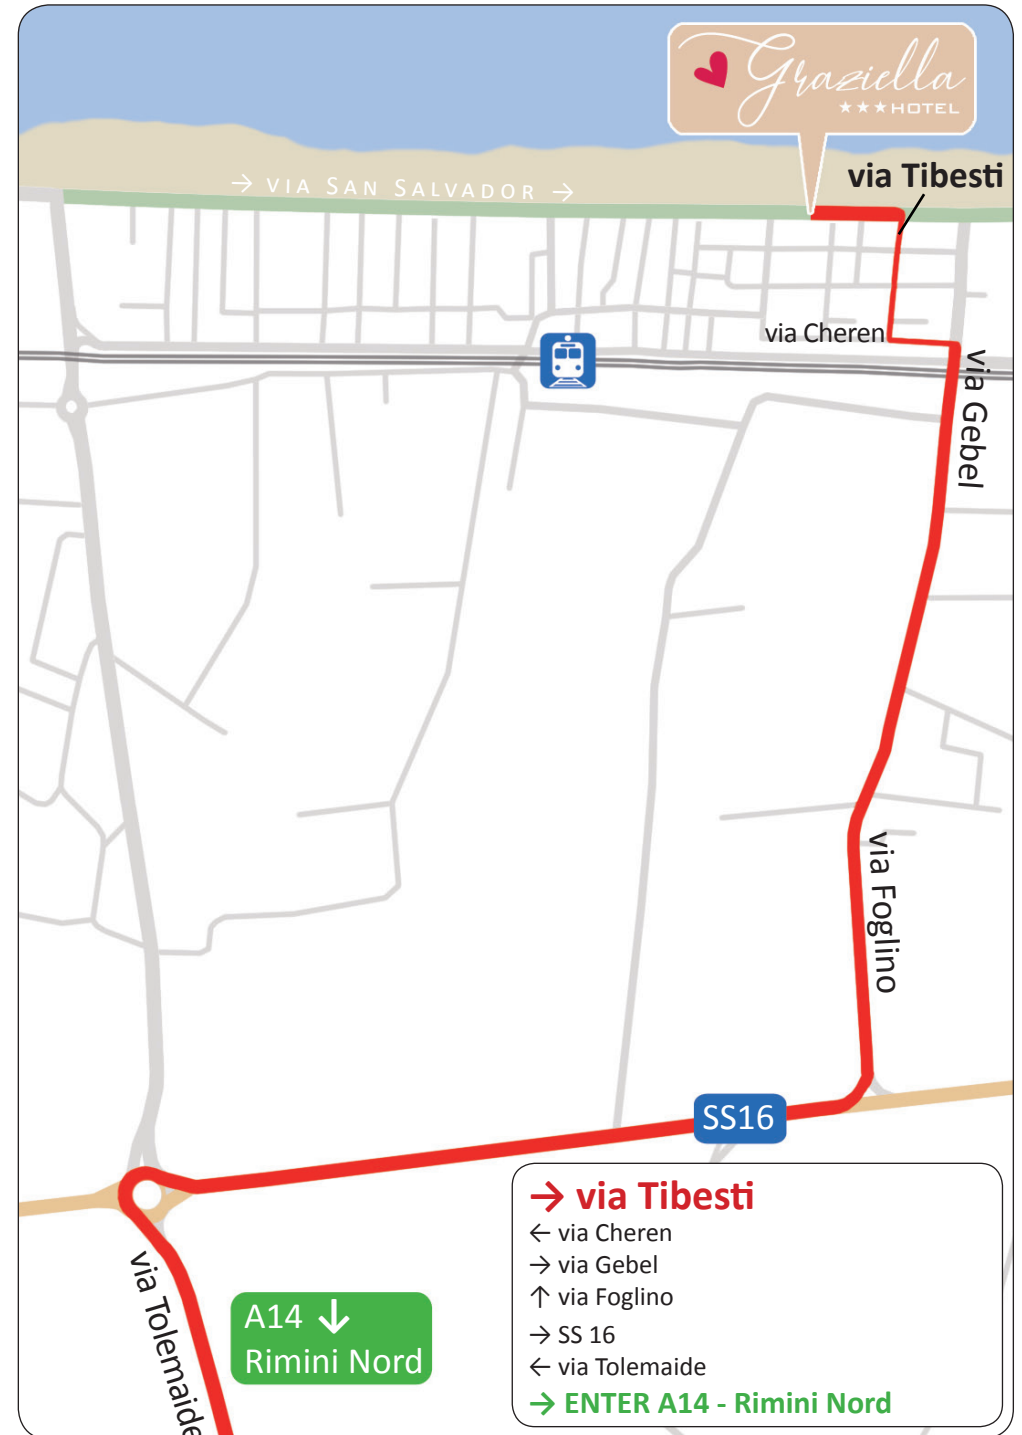 Graziella
★★★HOTEL
via Tibesti
→ VIA SAN SALVADOR →
via Cheren
via Gebel
via Foglino
SS16
via Tolemaide
A14 ↓
Rimini Nord
→ via Tibesti
← via Cheren
→ via Gebel
↑ via Foglino
→ SS 16
← via Tolemaide
→ ENTER A14 - Rimini Nord